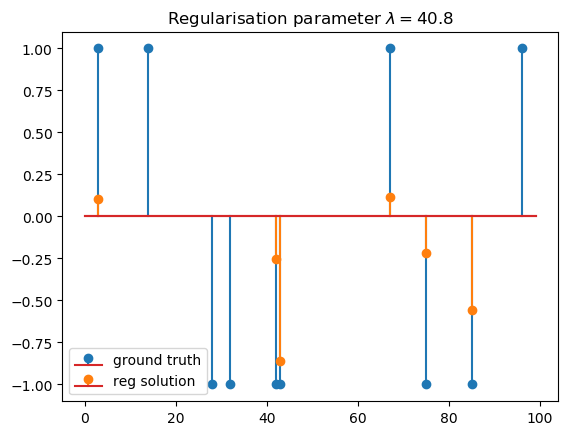 Regularisation parameter λ = 40.8
1.00
0.75
0.50
0.25
0.00
−0.25
−0.50
−0.75
−1.00
ground truth
reg solution
0 20 40 60 80 100